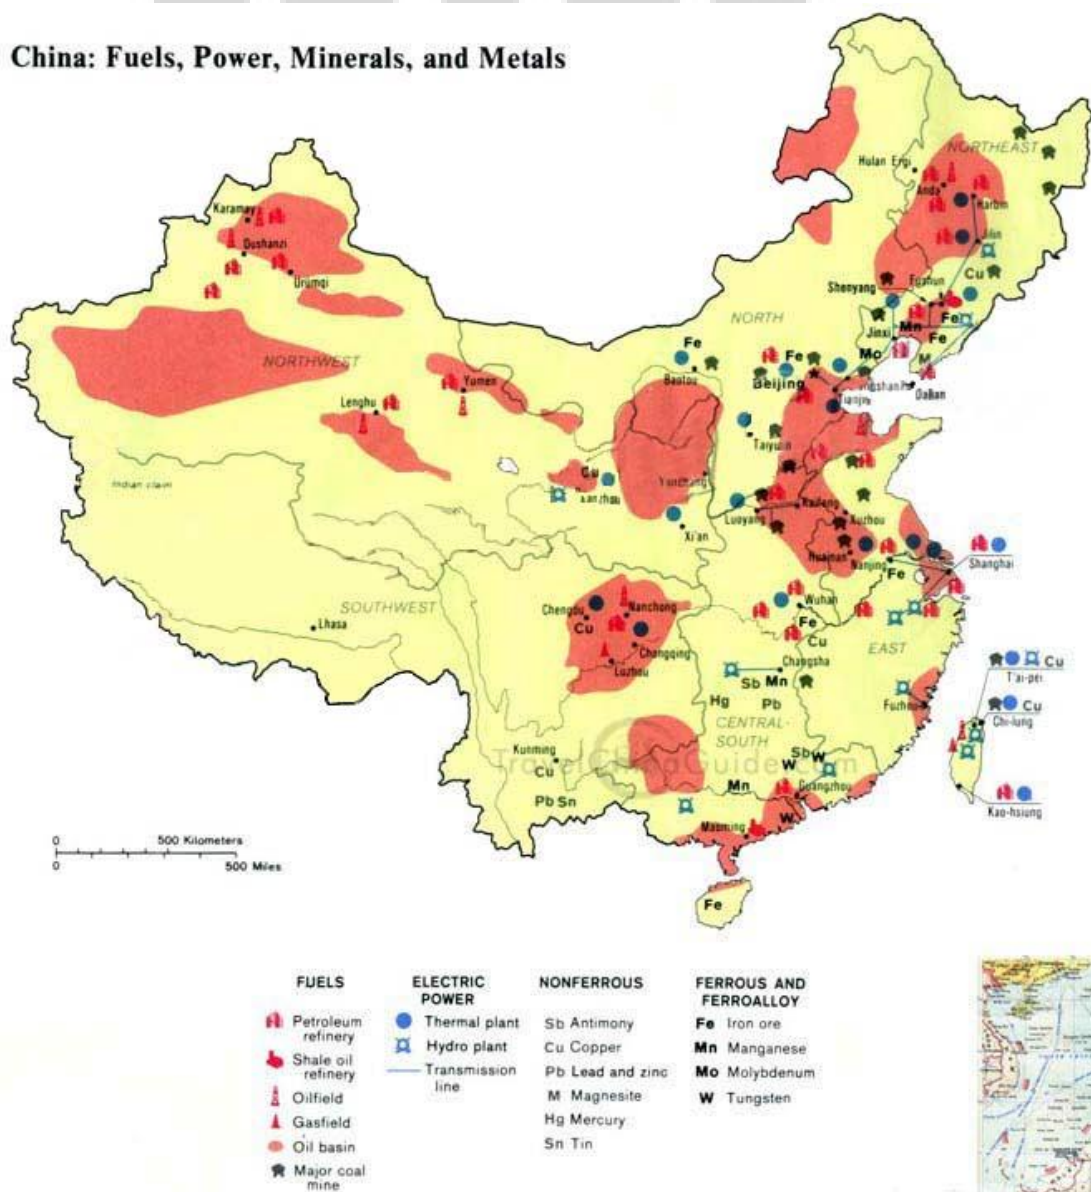 China: Fuels, Power, Minerals, and Metals
NORTHEAST
Hulan Ergi
Anda
Harbin
Jilin
Karamay
Dushanzi
Urumqi
Cu
Fushun
Shenyang
NORTH
Fe
Mn
Fe
Jinxi
Fe
Fe
Mo
M
NORTHWEST
Baotou
Beijing
Yumen
Tianjin
Lenghu
Taiyuan
Indian claim
Cu
Lanzhou
Kaifeng
Luoyang
Xuzhou
Xi'an
Huainan
Nanjing
Shanghai
Fe
SOUTHWEST
Chengdu
Nanchong
Wuhan
Lhasa
Cu
Fe
Cu
EAST
Chongqing
Luzhou
Changsha
Cu
T'ai-pei
Sb
Mn
Hg
Pb
Fuzhou
Cu
Chi-lung
CENTRAL-
SOUTH
Kunming
Sb
W
W
TravelChinaGuide.com
Cu
Mn
Guangzhou
Pb
Sn
W
Kao-hsiung
Maoming
0 500 Kilometers
0 500 Miles
Fe
FUELS
Petroleum
refinery
Shale oil
refinery
Oilfield
Gasfield
Oil basin
Major coal
mine
ELECTRIC
POWER
Thermal plant
Hydro plant
Transmission
line
NONFERROUS
Sb Antimony
Cu Copper
Pb Lead and zinc
M Magnesite
Hg Mercury
Sn Tin
FERROUS AND
FERROALLOY
Fe Iron ore
Mn Manganese
Mo Molybdenum
W Tungsten